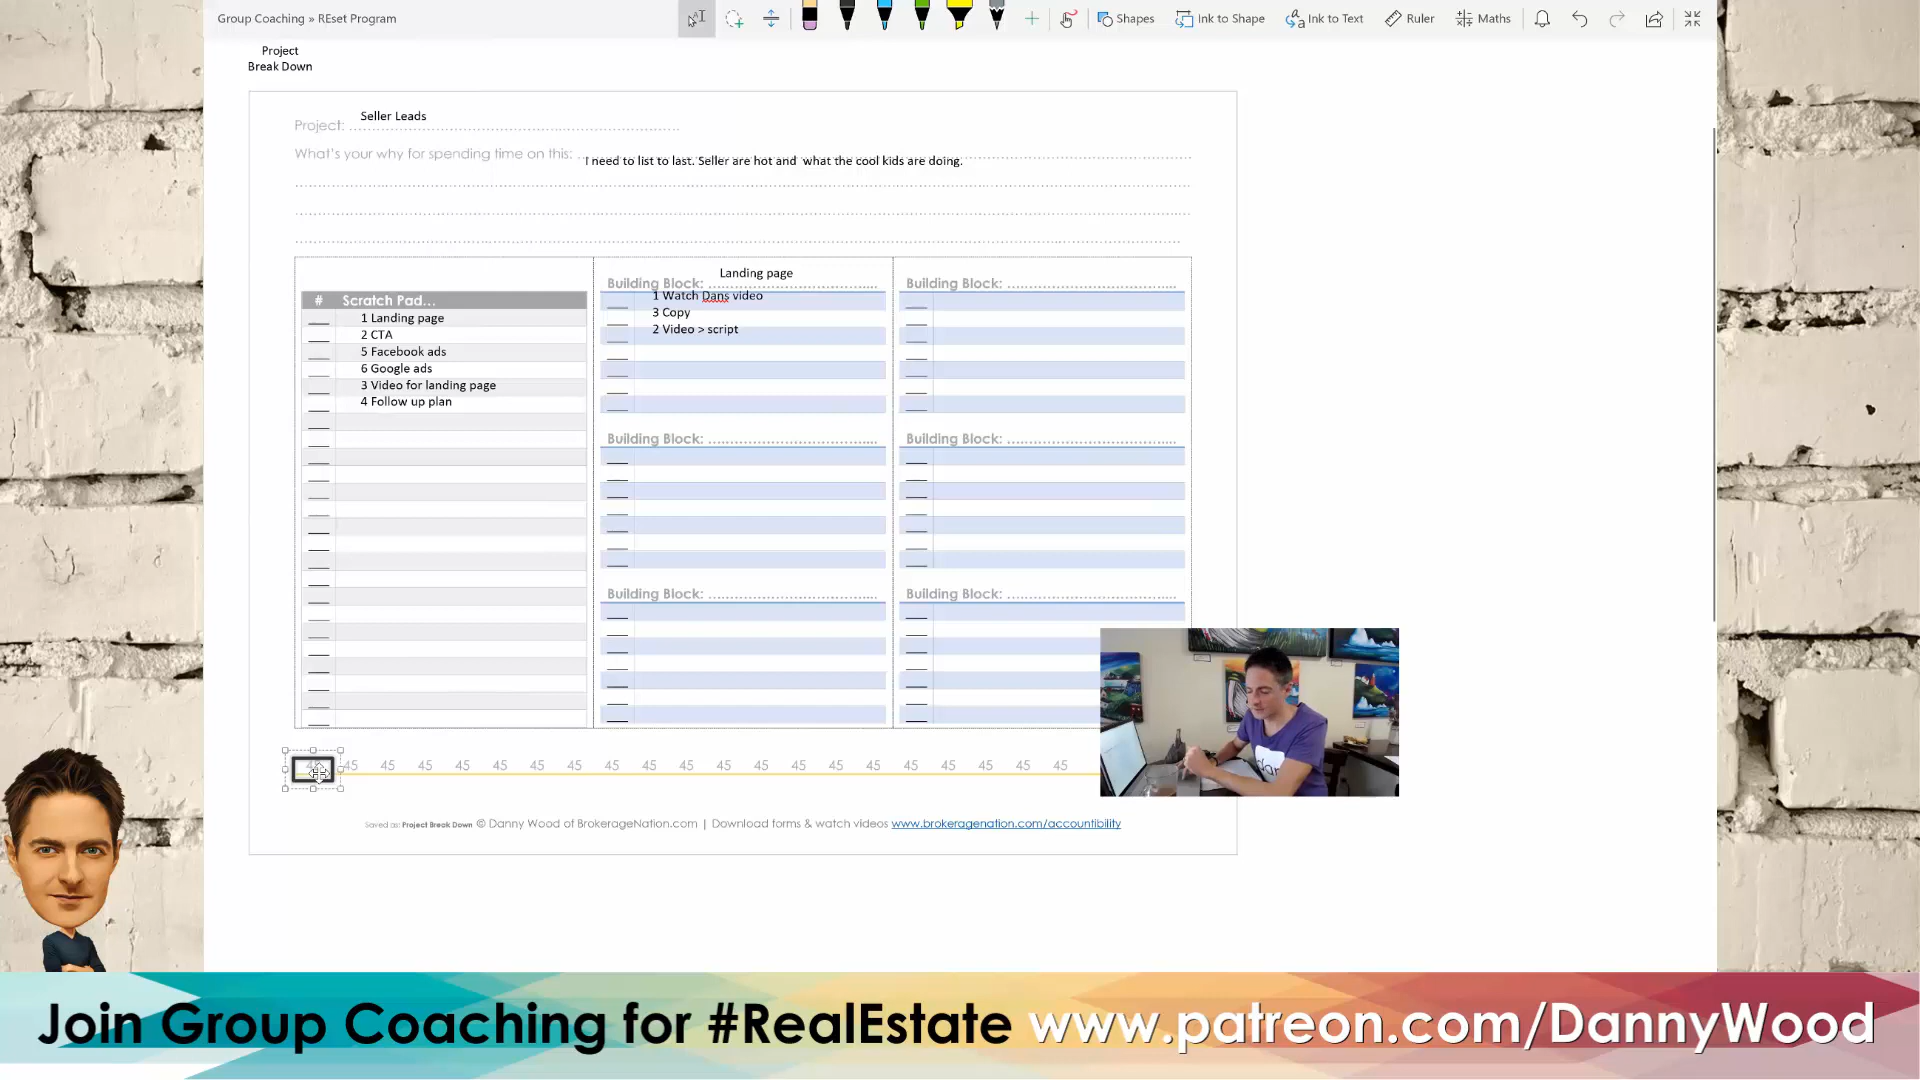 Group Coaching » REset Program
Shapes
Ink to Shape
Ink to Text
Ruler
Maths
Project
Break Down
Project: Seller Leads
What's your why for spending time on this: I need to list to last. Seller are hot and what the cool kids are doing.
# Scratch Pad...
1 Landing page
2 CTA
5 Facebook ads
6 Google ads
3 Video for landing page
4 Follow up plan
Building Block: Landing page
1 Watch Dans video
3 Copy
2 Video > script
Building Block:
Building Block:
Building Block:
Building Block:
Building Block:
45 45 45 45 45 45 45 45 45 45 45 45 45 45 45 45 45 45 45 45
Saved as: Project Break Down © Danny Wood of BrokerageNation.com | Download forms & watch videos www.brokeragenation.com/accountibility
Join Group Coaching for #RealEstate www.patreon.com/DannyWood